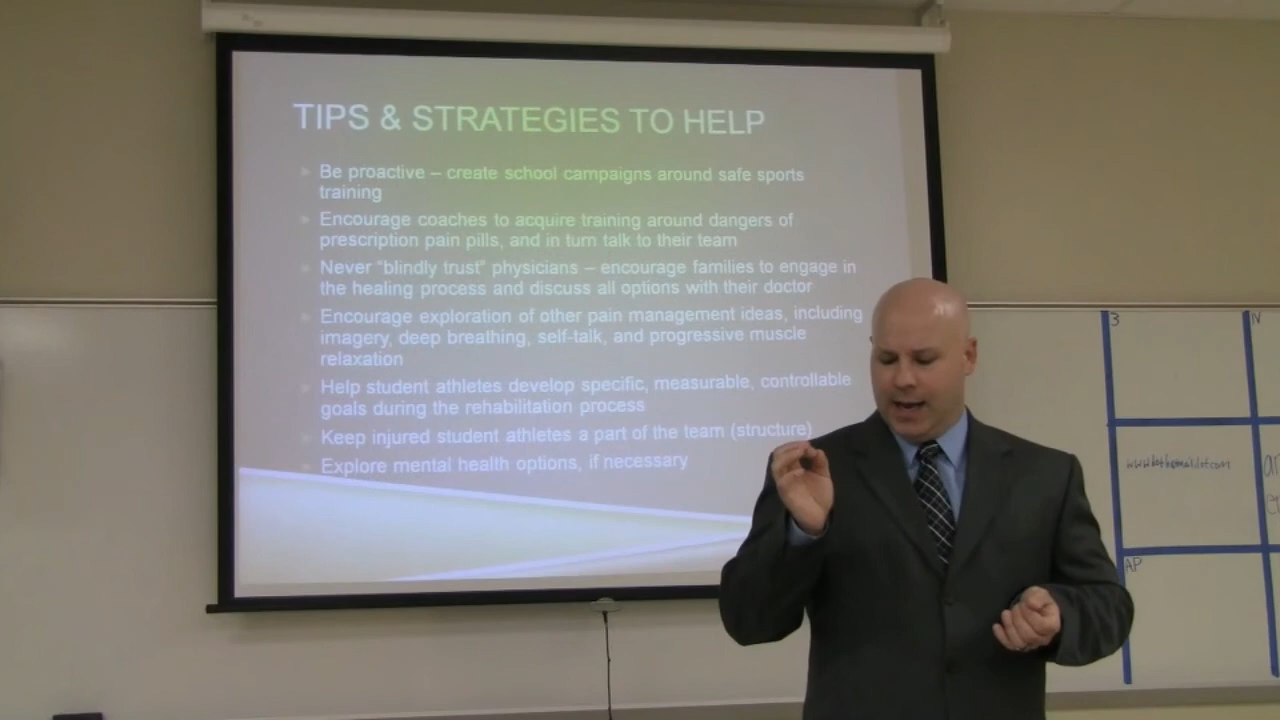 TIPS & STRATEGIES TO HELP
Be proactive – create school campaigns around safe sports
training
Encourage coaches to acquire training around dangers of
prescription pain pills, and in turn talk to their team
Never "blindly trust" physicians – encourage families to engage in
the healing process and discuss all options with their doctor
Encourage exploration of other pain management ideas, including
imagery, deep breathing, self-talk, and progressive muscle
relaxation
Help student athletes develop specific, measurable, controllable
goals during the rehabilitation process
Keep injured student athletes a part of the team (structure)
Explore mental health options, if necessary
3
N
AP